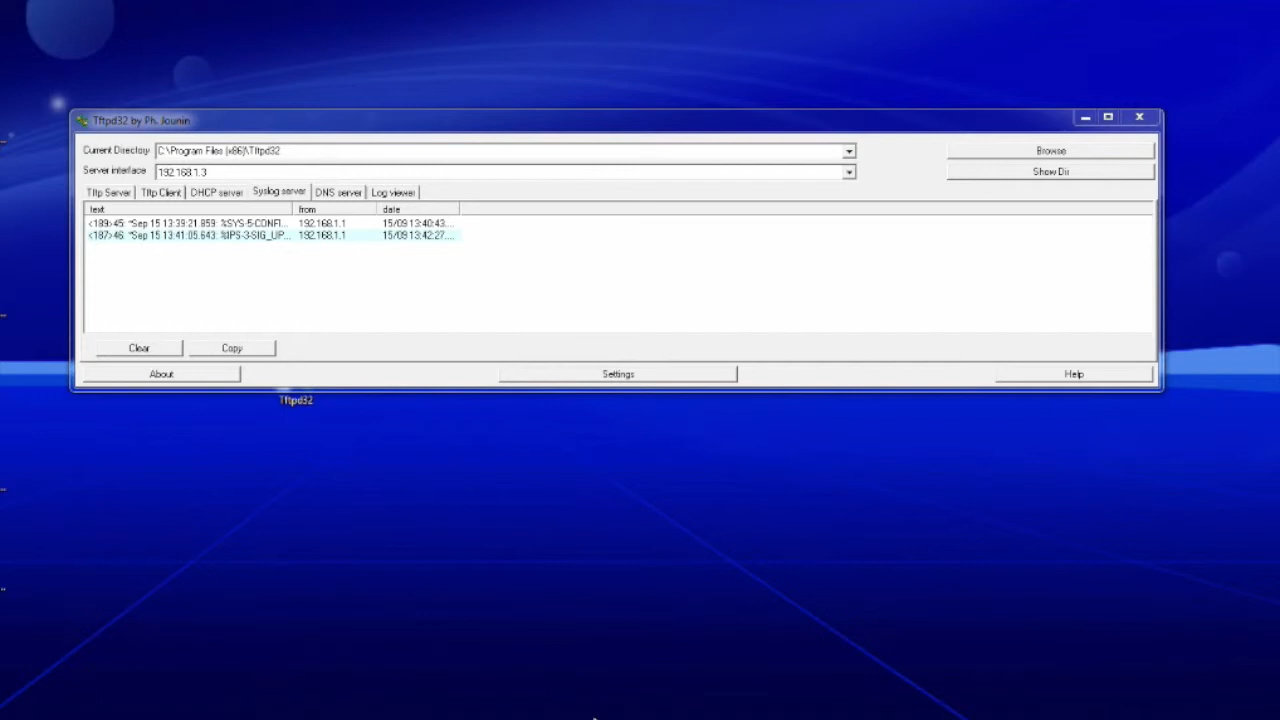 Tftpd32 by Ph. Jounin
Current Directory C:\Program Files (x86)\Tftpd32 Browse
Server interface 192.168.1.3 Show Dir
Tftp Server Tftp Client DHCP server Syslog server DNS server Log viewer
text from date
<189>45: *Sep 15 13:39:21.859: %SYS-5-CONFI... 192.168.1.1 15/09 13:40:43....
<187>46: *Sep 15 13:41:05.643: %IPS-3-SIG_UP... 192.168.1.1 15/09 13:42:27....
Clear Copy
About Settings Help
Tftpd32